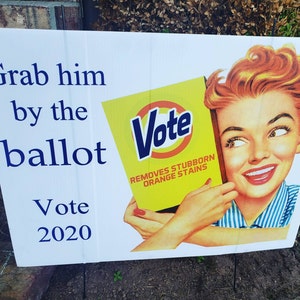 Grab him
by the
ballot
Vote
2020
Vote
REMOVES STUBBORN
ORANGE STAINS